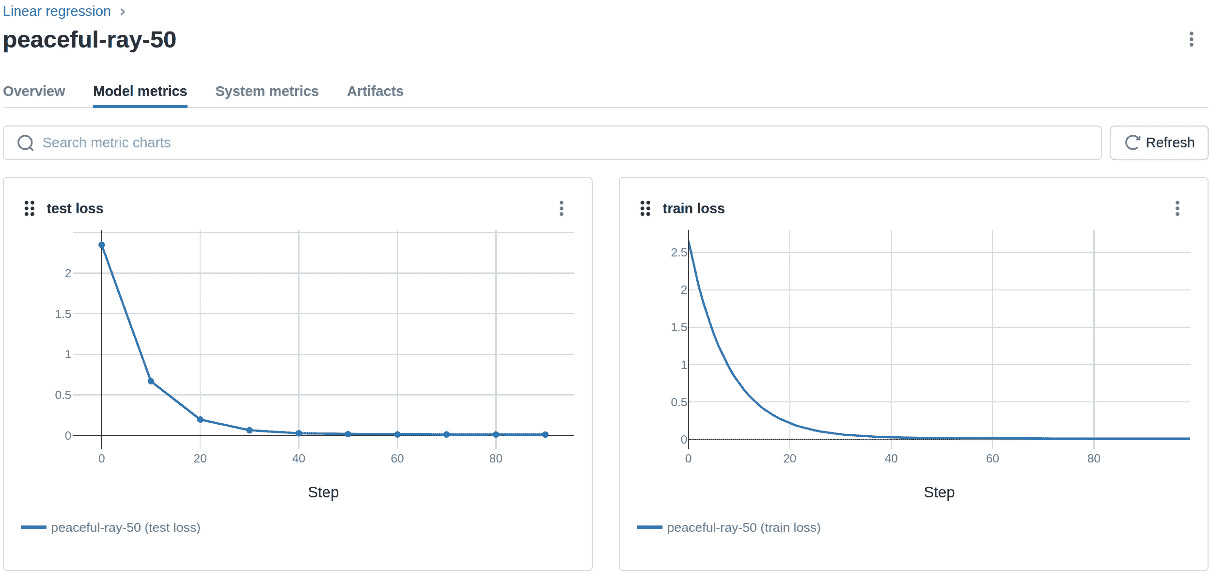 Linear regression
peaceful-ray-50
Overview Model metrics System metrics Artifacts
Search metric charts
Refresh
test loss
2
1.5
1
0.5
0
0 20 40 60 80
Step
peaceful-ray-50 (test loss)
train loss
2.5
2
1.5
1
0.5
0
0 20 40 60 80
Step
peaceful-ray-50 (train loss)